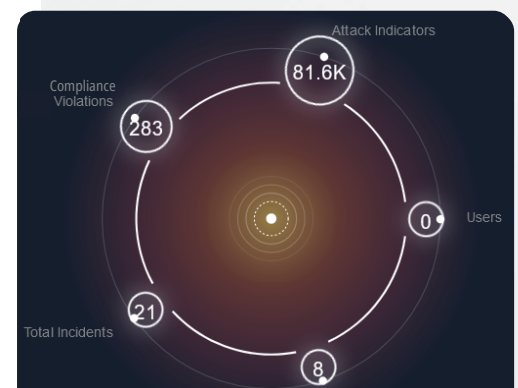 Attack Indicators
81.6K
Compliance
Violations
283
0
Users
21
Total Incidents
8